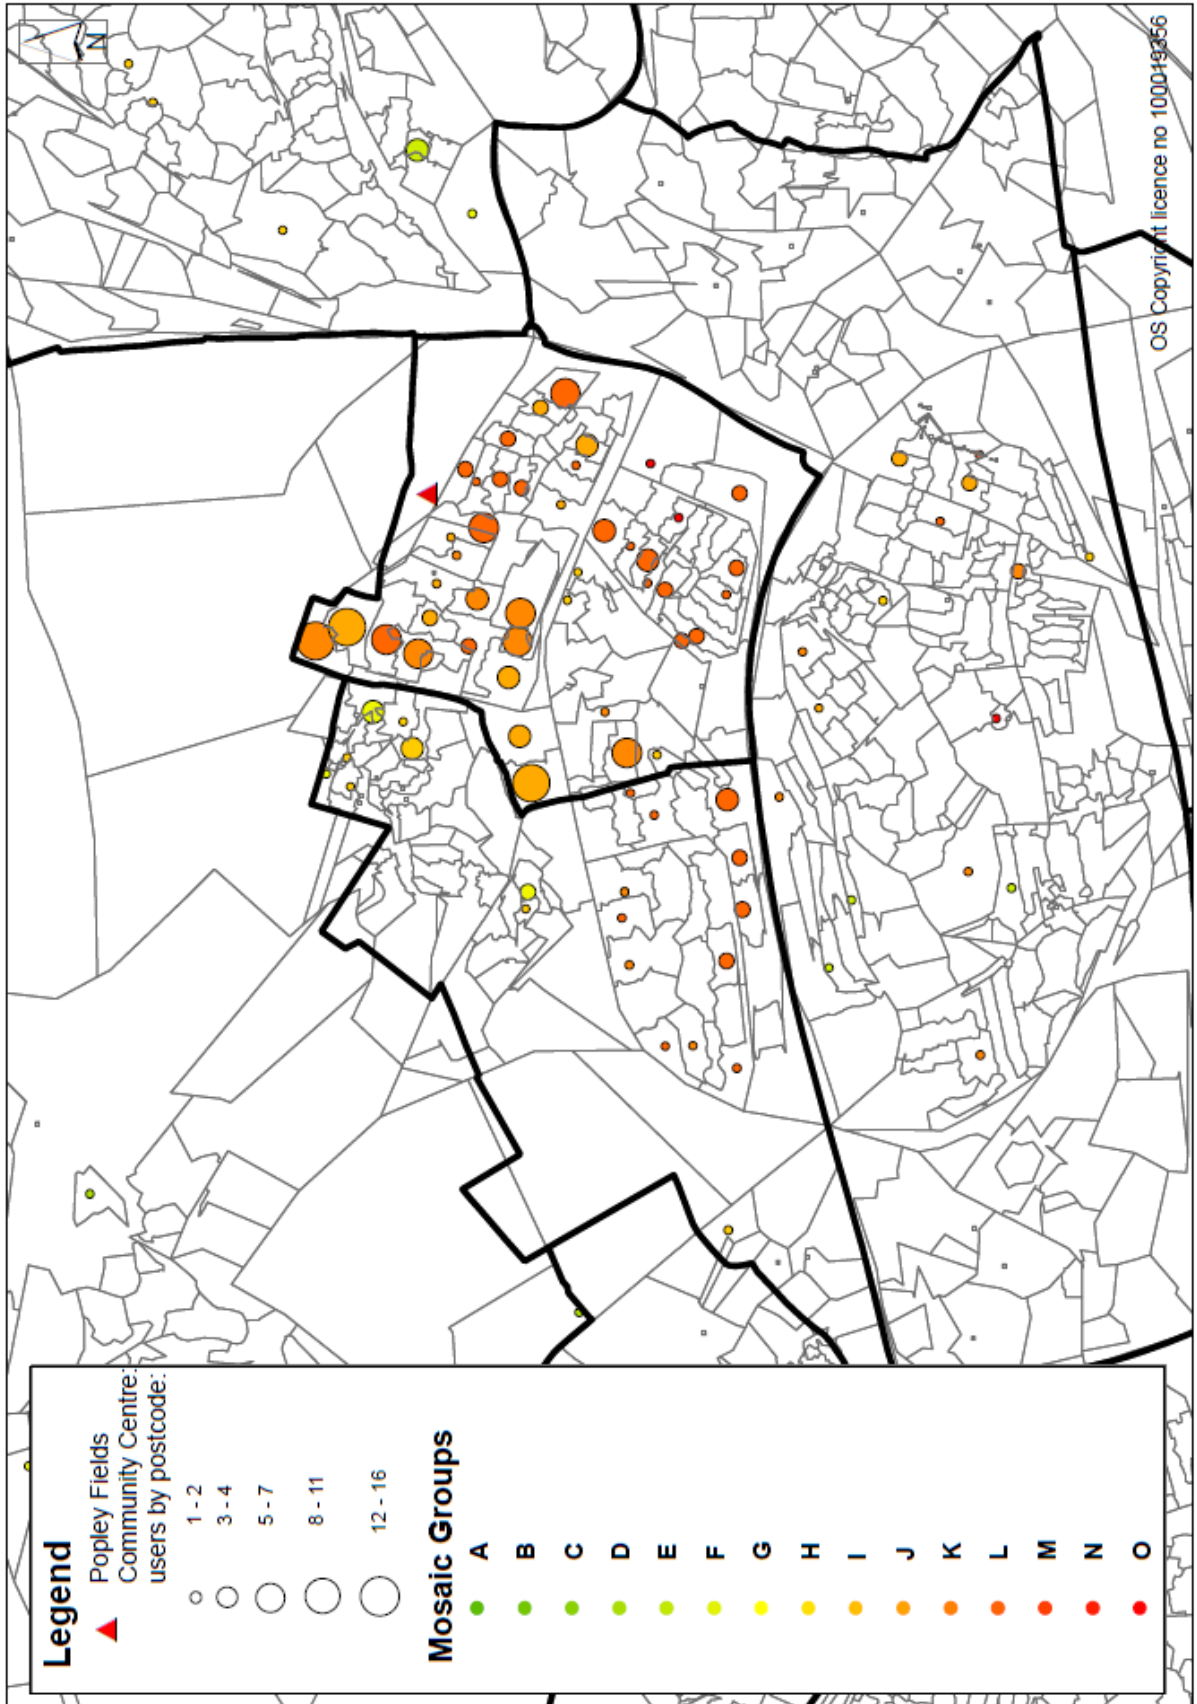 N
Legend
Popley Fields
Community Centre:
users by postcode:
1 - 2
3 - 4
5 - 7
8 - 11
12 - 16
Mosaic Groups
A
B
C
D
E
F
G
H
I
J
K
L
M
N
O
OS Copyright licence no 100019356